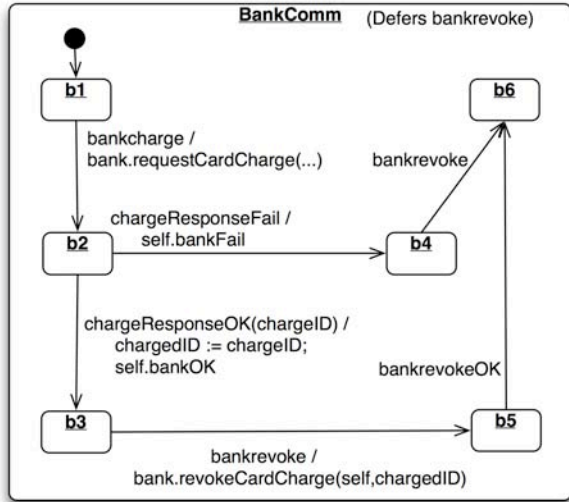 BankComm (Defers bankrevoke)
b1
b6
bankcharge /
bank.requestCardCharge(...)
bankrevoke
chargeResponseFail /
self.bankFail
b2
b4
chargeResponseOK(chargeID) /
chargedID := chargeID;
self.bankOK
bankrevokeOK
b3
b5
bankrevoke /
bank.revokeCardCharge(self,chargedID)